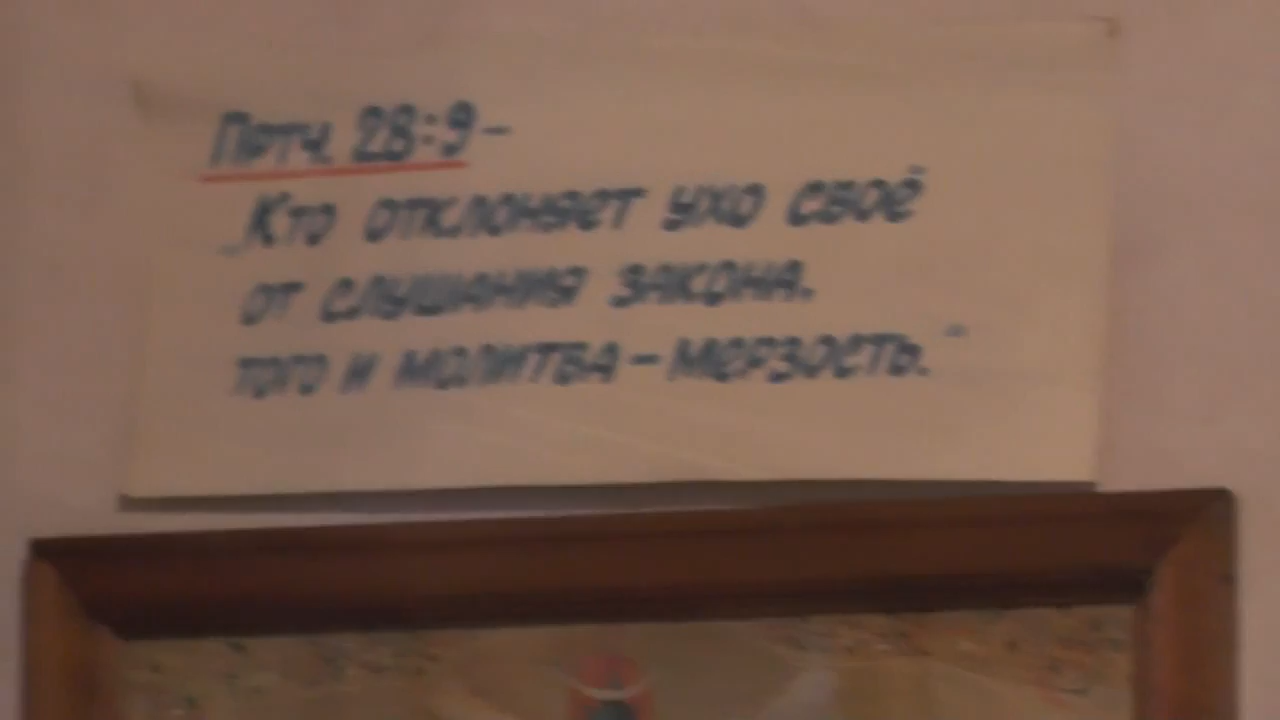 Притч. 28:9-
„Кто отклоняет ухо своё
от слушания закона.
того и молитва – мерзость."